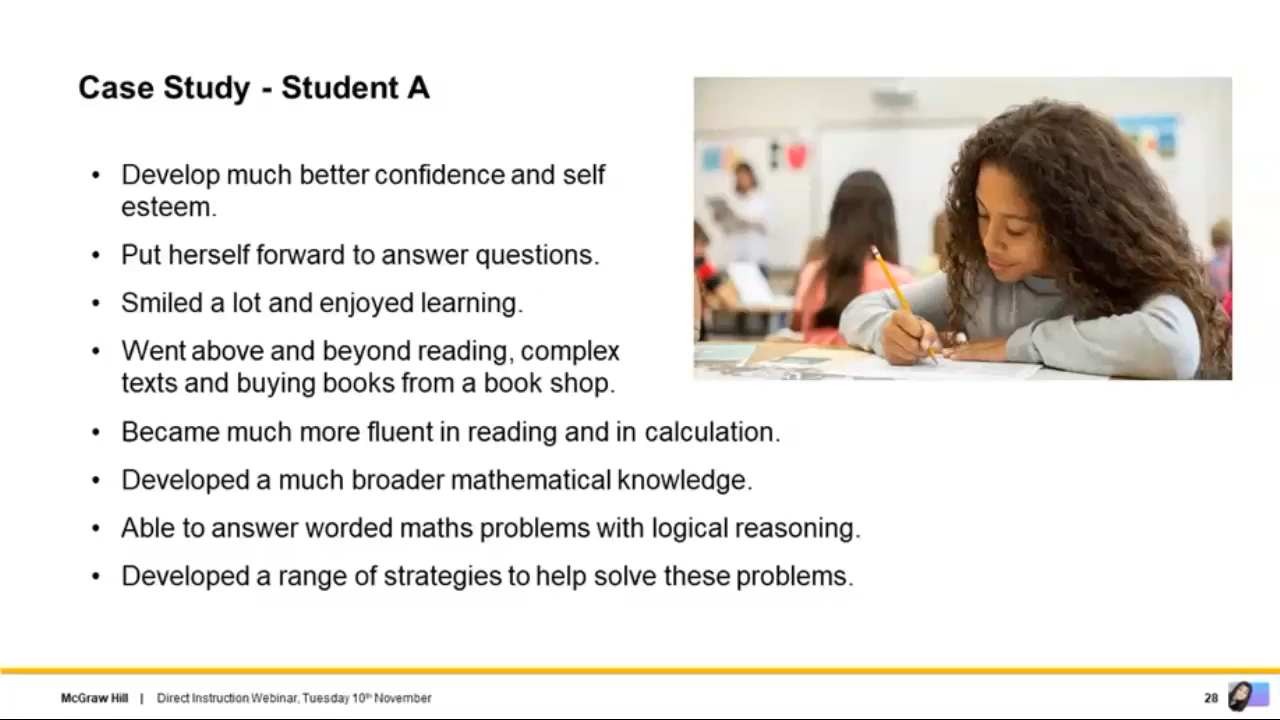 Case Study - Student A
• Develop much better confidence and self
esteem.
• Put herself forward to answer questions.
• Smiled a lot and enjoyed learning.
• Went above and beyond reading, complex
texts and buying books from a book shop.
• Became much more fluent in reading and in calculation.
• Developed a much broader mathematical knowledge.
• Able to answer worded maths problems with logical reasoning.
• Developed a range of strategies to help solve these problems.
McGraw Hill | Direct Instruction Webinar, Tuesday 10th November
28